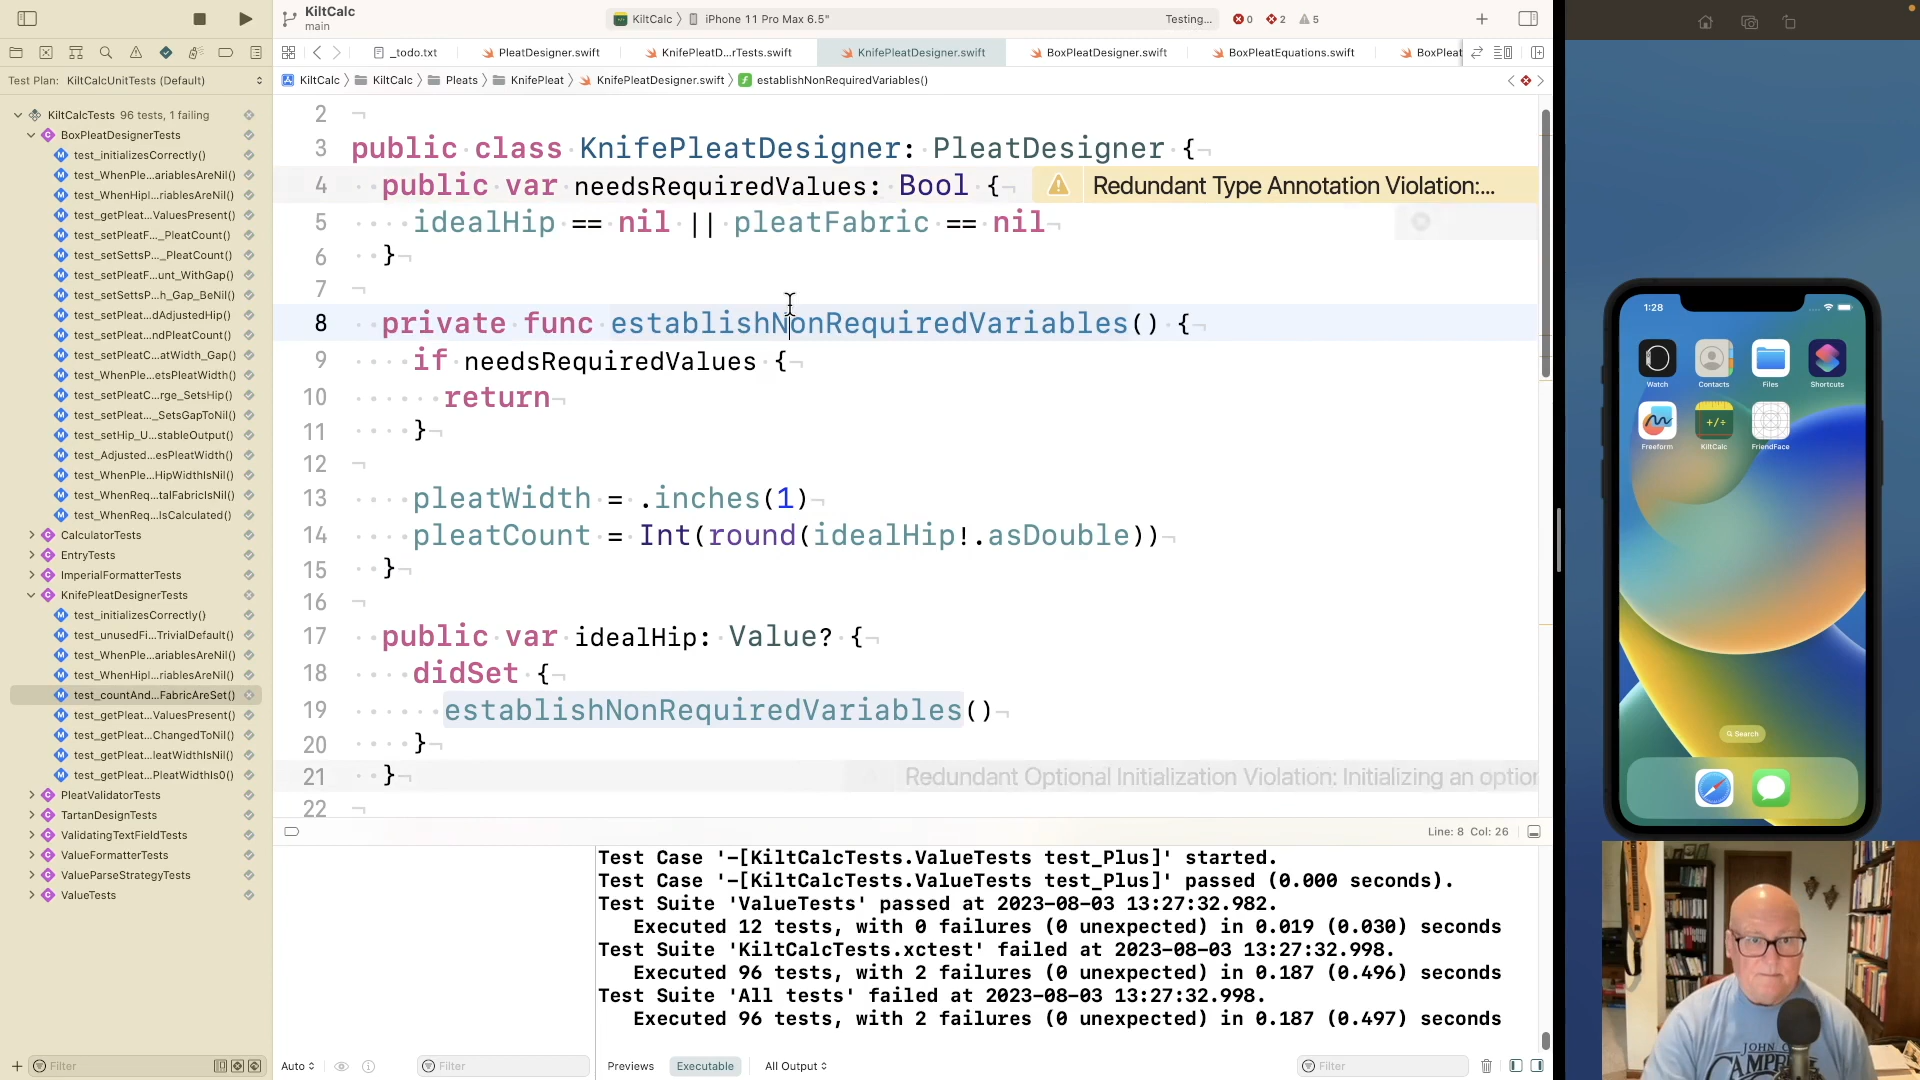 KiltCalc
main
KiltCalc
iPhone 11 Pro Max 6.5"
Testing...
0
2
5
_todo.txt
PleatDesigner.swift
KnifePleatD...rTests.swift
KnifePleatDesigner.swift
BoxPleatDesigner.swift
BoxPleatEquations.swift
BoxPleat
Test Plan: KiltCalcUnitTests (Default)
KiltCalc
KiltCalc
Pleats
KnifePleat
KnifePleatDesigner.swift
establishNonRequiredVariables()
KiltCalcTests 96 tests, 1 failing
BoxPleatDesignerTests
test_initializesCorrectly()
test_WhenPle...ariablesAreNil()
test_WhenHipl...riablesAreNil()
test_getPleat...ValuesPresent()
test_setPleatF..._PleatCount()
test_setSettsP..._PleatCount()
test_setPleatF...unt_WithGap()
test_setSettsP...h_Gap_BeNil()
test_setPleat...dAdjustedHip()
test_setPleat...ndPleatCount()
test_setPleatC...atWidth_Gap()
test_WhenPle...etsPleatWidth()
test_setPleatC...rge_SetsHip()
test_setPleat..._SetsGapToNil()
test_setHip_U...stableOutput()
test_Adjusted...esPleatWidth()
test_WhenPle...HipWidthIsNil()
test_WhenReq...talFabricIsNil()
test_WhenReq...IsCalculated()
CalculatorTests
EntryTests
ImperialFormatterTests
KnifePleatDesignerTests
test_initializesCorrectly()
test_unusedFi...TrivialDefault()
test_WhenPle...ariablesAreNil()
test_WhenHipl...riablesAreNil()
test_countAnd...FabricAreSet()
test_getPleat...ValuesPresent()
test_getPleat...ChangedToNil()
test_getPleat...leatWidthIsNil()
test_getPleat...PleatWidthIs0()
PleatValidatorTests
TartanDesignTests
ValidatingTextFieldTests
ValueFormatterTests
ValueParseStrategyTests
ValueTests
Filter
2
3 public class KnifePleatDesigner: PleatDesigner {
4 public var needsRequiredValues: Bool {
Redundant Type Annotation Violation:...
5 idealHip == nil || pleatFabric == nil
6 }
7
8 private func establishNonRequiredVariables() {
9 if needsRequiredValues {
10 return
11 }
12
13 pleatWidth = .inches(1)
14 pleatCount = Int(round(idealHip!.asDouble))
15 }
16
17 public var idealHip: Value? {
18 didSet {
19 establishNonRequiredVariables()
20 }
21 }
Redundant Optional Initialization Violation: Initializing an option
22
Line: 8 Col: 26
Test Case '-[KiltCalcTests.ValueTests test_Plus]' started.
Test Case '-[KiltCalcTests.ValueTests test_Plus]' passed (0.000 seconds).
Test Suite 'ValueTests' passed at 2023-08-03 13:27:32.982.
Executed 12 tests, with 0 failures (0 unexpected) in 0.019 (0.030) seconds
Test Suite 'KiltCalcTests.xctest' failed at 2023-08-03 13:27:32.993.
Executed 96 tests, with 2 failures (0 unexpected) in 0.187 (0.496) seconds
Test Suite 'All tests' failed at 2023-08-03 13:27:32.998.
Executed 96 tests, with 2 failures (0 unexpected) in 0.187 (0.497) seconds
Auto
Filter
Previews
Executable
All Output
Filter
1:28
Watch
Contacts
Files
Shortcuts
+/÷
Freeform
KiltCalc
FriendFace
Search
JOHN C
CAMPB